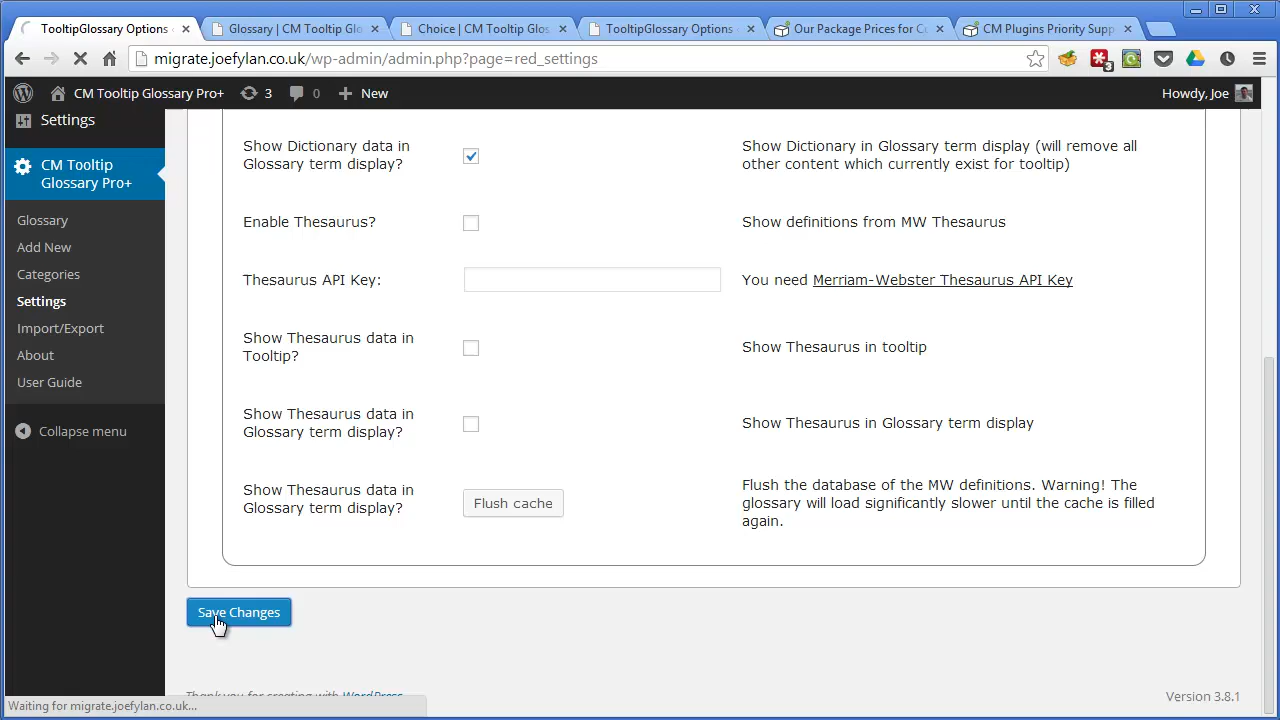 TooltipGlossary Options
Glossary | CM Tooltip Gl
Choice | CM Tooltip Glos
TooltipGlossary Options
Our Package Prices for C
CM Plugins Priority Supp
migrate.joefylan.co.uk/wp-admin/admin.php?page=red_settings
3
CM Tooltip Glossary Pro+ 3 0 New Howdy, Joe
Settings
CM Tooltip
Glossary Pro+
Glossary
Add New
Categories
Settings
Import/Export
About
User Guide
Collapse menu
Show Dictionary data in
Glossary term display?
Show Dictionary in Glossary term display (will remove all
other content which currently exist for tooltip)
Enable Thesaurus?
Show definitions from MW Thesaurus
Thesaurus API Key:
You need Merriam-Webster Thesaurus API Key
Show Thesaurus data in
Tooltip?
Show Thesaurus in tooltip
Show Thesaurus data in
Glossary term display?
Show Thesaurus in Glossary term display
Show Thesaurus data in
Glossary term display?
Flush cache
Flush the database of the MW definitions. Warning! The
glossary will load significantly slower until the cache is filled
again.
Save Changes
Thank you for creating with WordPress
Version 3.8.1
Waiting for migrate.joefylan.co.uk...